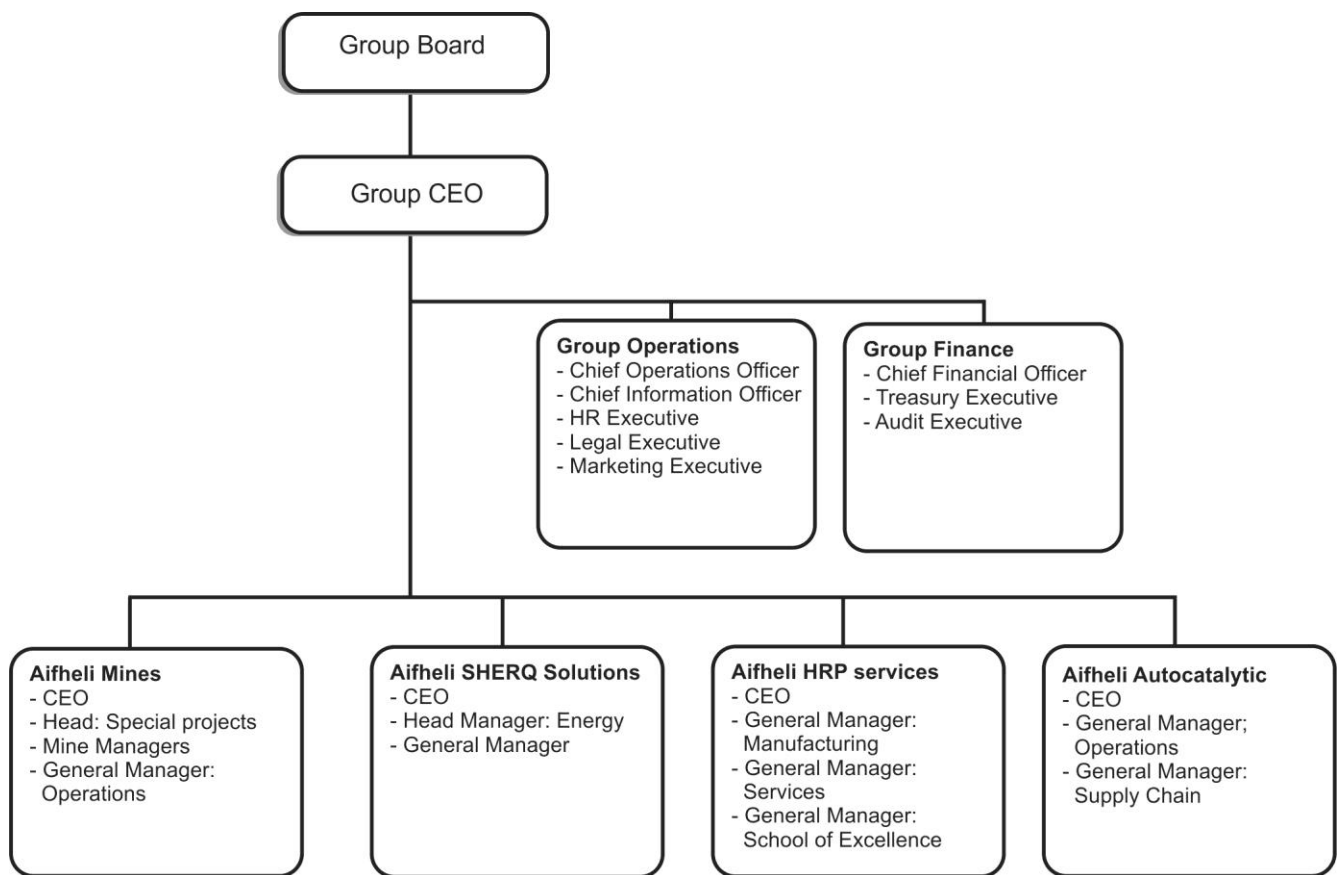 Group Board
Group CEO
Group Operations
- Chief Operations Officer
- Chief Information Officer
- HR Executive
- Legal Executive
- Marketing Executive
Group Finance
- Chief Financial Officer
- Treasury Executive
- Audit Executive
Aifheli Mines
- CEO
- Head: Special projects
- Mine Managers
- General Manager:
Operations
Aifheli SHERQ Solutions
- CEO
- Head Manager: Energy
- General Manager
Aifheli HRP services
- CEO
- General Manager:
Manufacturing
- General Manager:
Services
- General Manager:
School of Excellence
Aifheli Autocatalytic
- CEO
- General Manager;
Operations
- General Manager:
Supply Chain